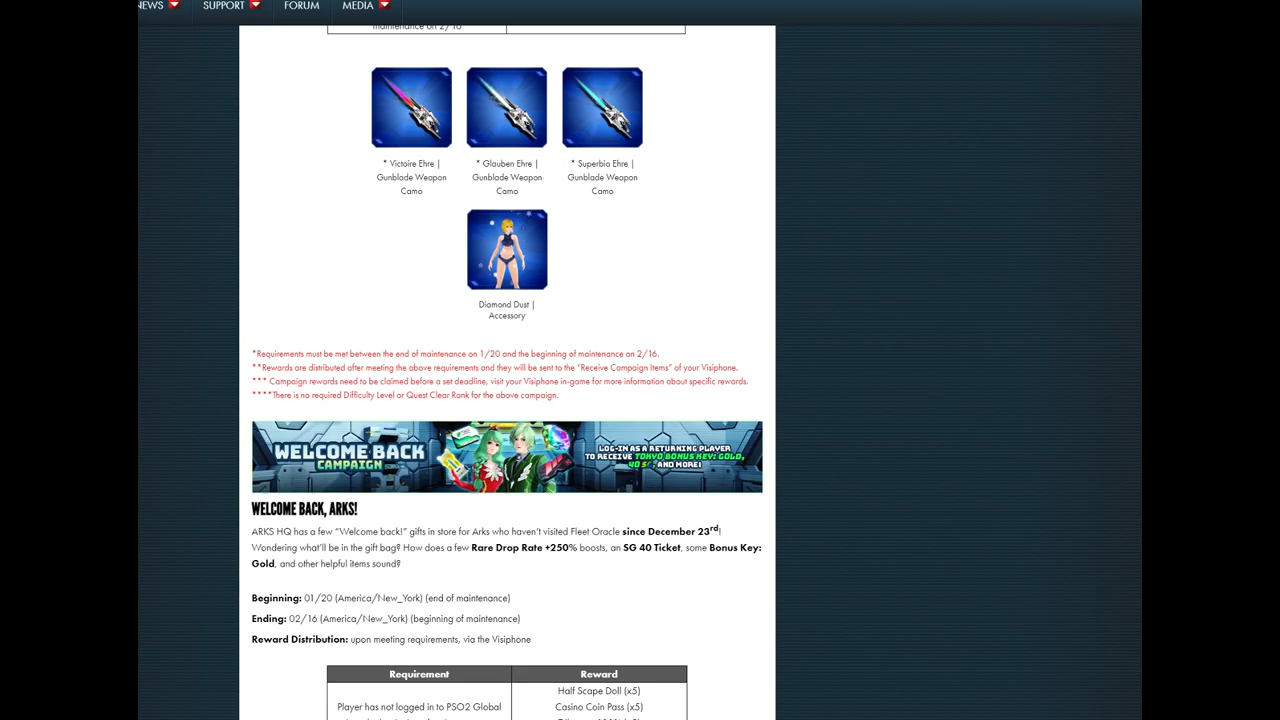 NEWS SUPPORT FORUM MEDIA
maintenance on 2/16
* Victoire Ehre | * Glauben Ehre | * Superbia Ehre |
Gunblade Weapon Gunblade Weapon Gunblade Weapon
Camo Camo Camo
Diamond Dust |
Accessory
*Requirements must be met between the end of maintenance on 1/20 and the beginning of maintenance on 2/16.
**Rewards are distributed after meeting the above requirements and they will be sent to the "Receive Campaign Items" of your Visiphone.
*** Campaign rewards need to be claimed before a set deadline, visit your Visiphone in-game for more information about specific rewards.
****There is no required Difficulty Level or Quest Clear Rank for the above campaign.
WELCOME BACK
CAMPAIGN
LOG-IN AS A RETURNING PLAYER
TO RECEIVE TOKYO BONUS KEY: GOLD,
40 SG, AND MORE!
WELCOME BACK, ARKS!
ARKS HQ has a few "Welcome back!" gifts in store for Arks who haven't visited Fleet Oracle since December 23rd!
Wondering what'll be in the gift bag? How does a few Rare Drop Rate +250% boosts, an SG 40 Ticket, some Bonus Key:
Gold, and other helpful items sound?
Beginning: 01/20 (America/New_York) (end of maintenance)
Ending: 02/16 (America/New_York) (beginning of maintenance)
Reward Distribution: upon meeting requirements, via the Visiphone
Requirement Reward
Half Scape Doll (x5)
Player has not logged in to PSO2 Global Casino Coin Pass (x5)